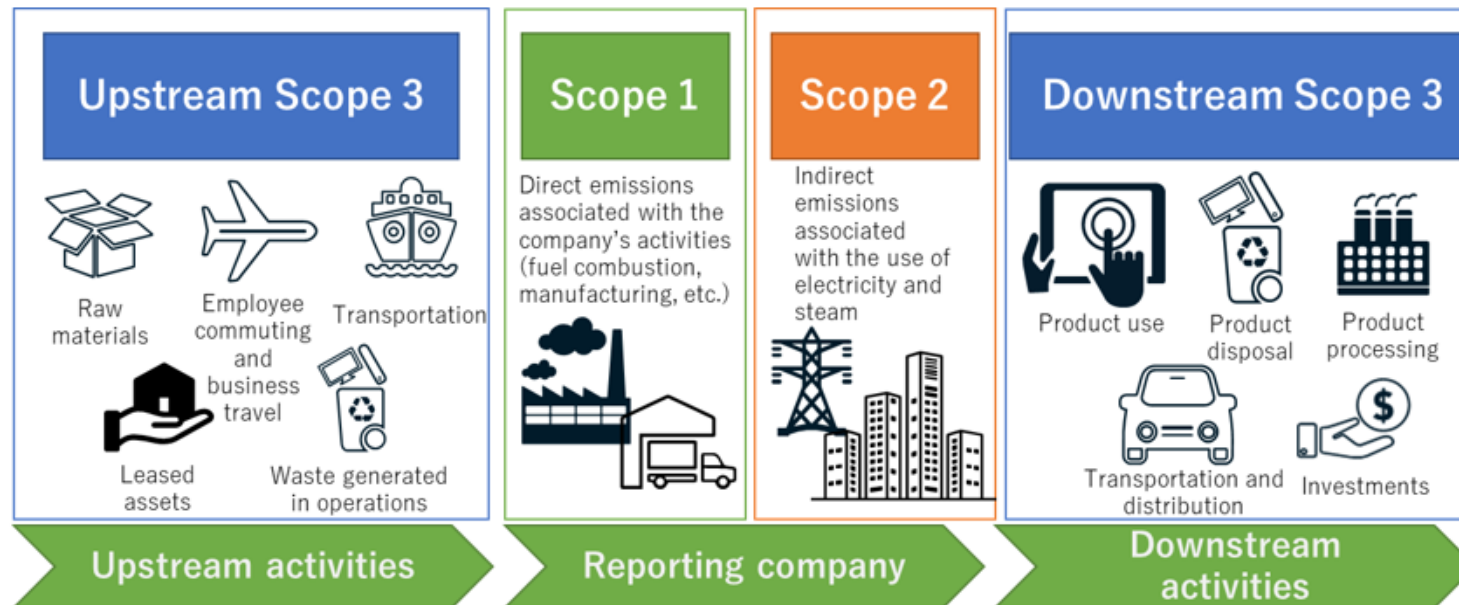 Upstream Scope 3
Raw
materials
Employee
commuting
and
business
travel
Transportation
Leased
assets
Waste generated
in operations
Scope 1
Direct emissions
associated with the
company's activities
(fuel combustion,
manufacturing, etc.)
Scope 2
Indirect
emissions
associated
with the use of
electricity and
steam
Downstream Scope 3
Product use
Product
disposal
Product
processing
Transportation and
distribution
$
Investments
Upstream activities
Reporting company
Downstream
activities